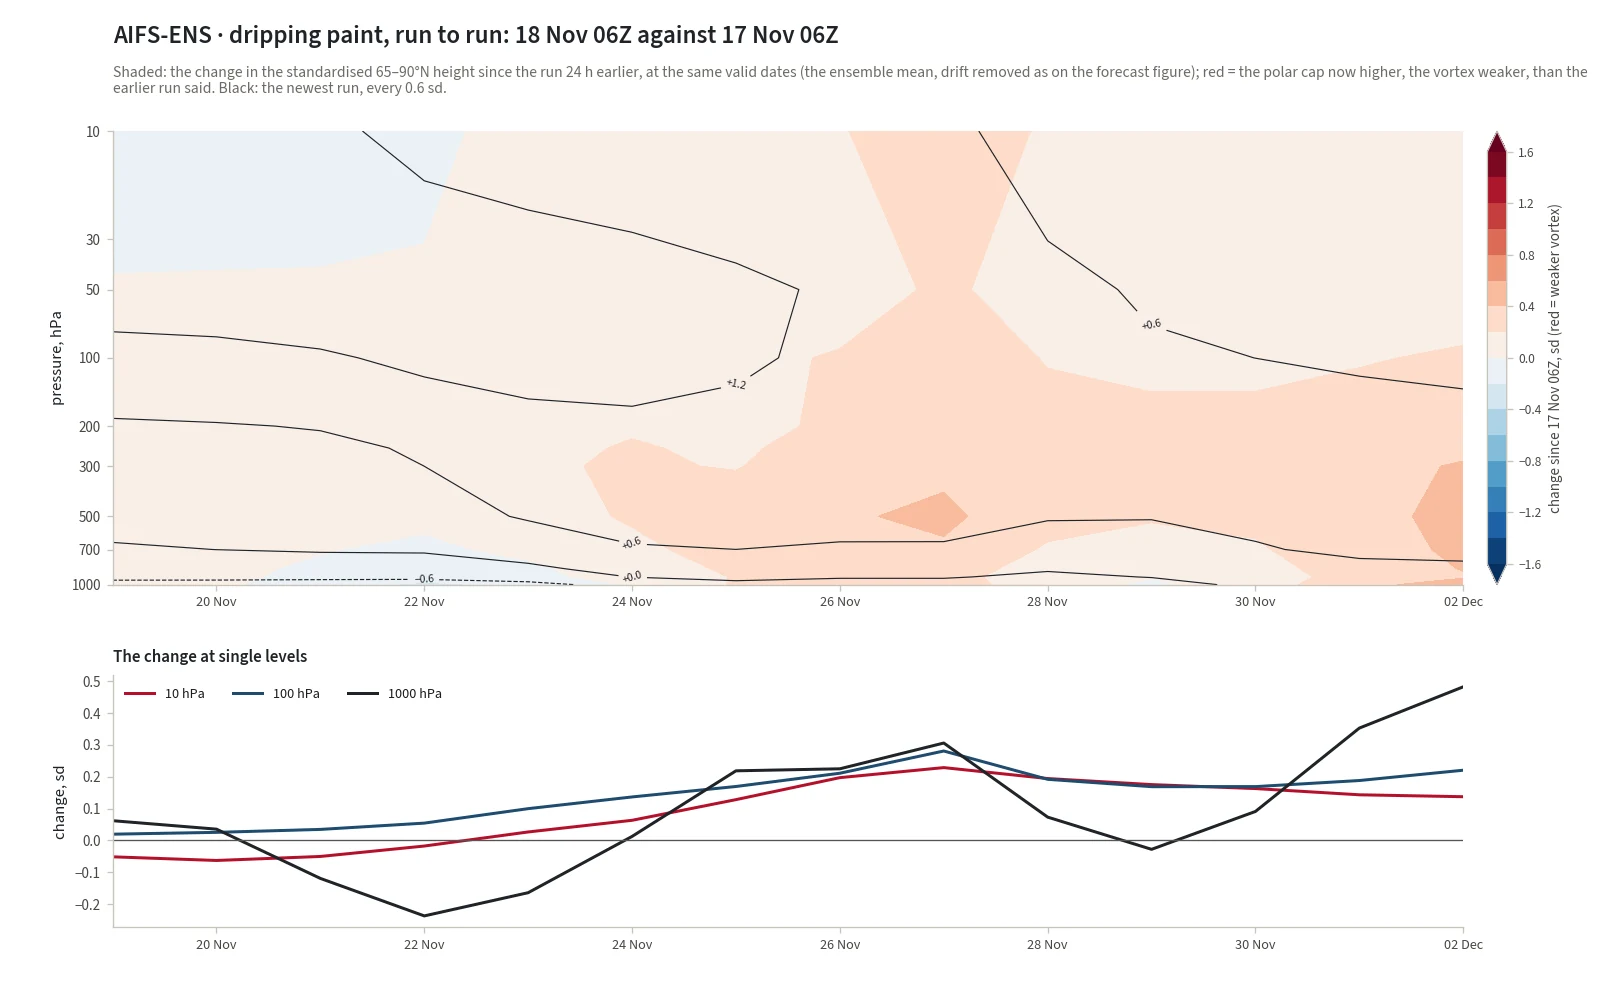 AIFS-ENS · dripping paint, run to run: 18 Nov 06Z against 17 Nov 06Z
Shaded: the change in the standardised 65–90°N height since the run 24 h earlier, at the same valid dates (the ensemble mean, drift removed as on the forecast figure); red = the polar cap now higher, the vortex weaker, than the
earlier run said. Black: the newest run, every 0.6 sd.
pressure, hPa
10
30
50
100
200
300
500
700
1000
+1.2
+0.6
+0.6
+0.0
−0.6
20 Nov
22 Nov
24 Nov
26 Nov
28 Nov
30 Nov
02 Dec
1.6
1.2
0.8
0.4
0.0
−0.4
−0.8
−1.2
−1.6
change since 17 Nov 06Z, sd (red = weaker vortex)
The change at single levels
10 hPa
100 hPa
1000 hPa
change, sd
0.5
0.4
0.3
0.2
0.1
0.0
−0.1
−0.2
20 Nov
22 Nov
24 Nov
26 Nov
28 Nov
30 Nov
02 Dec